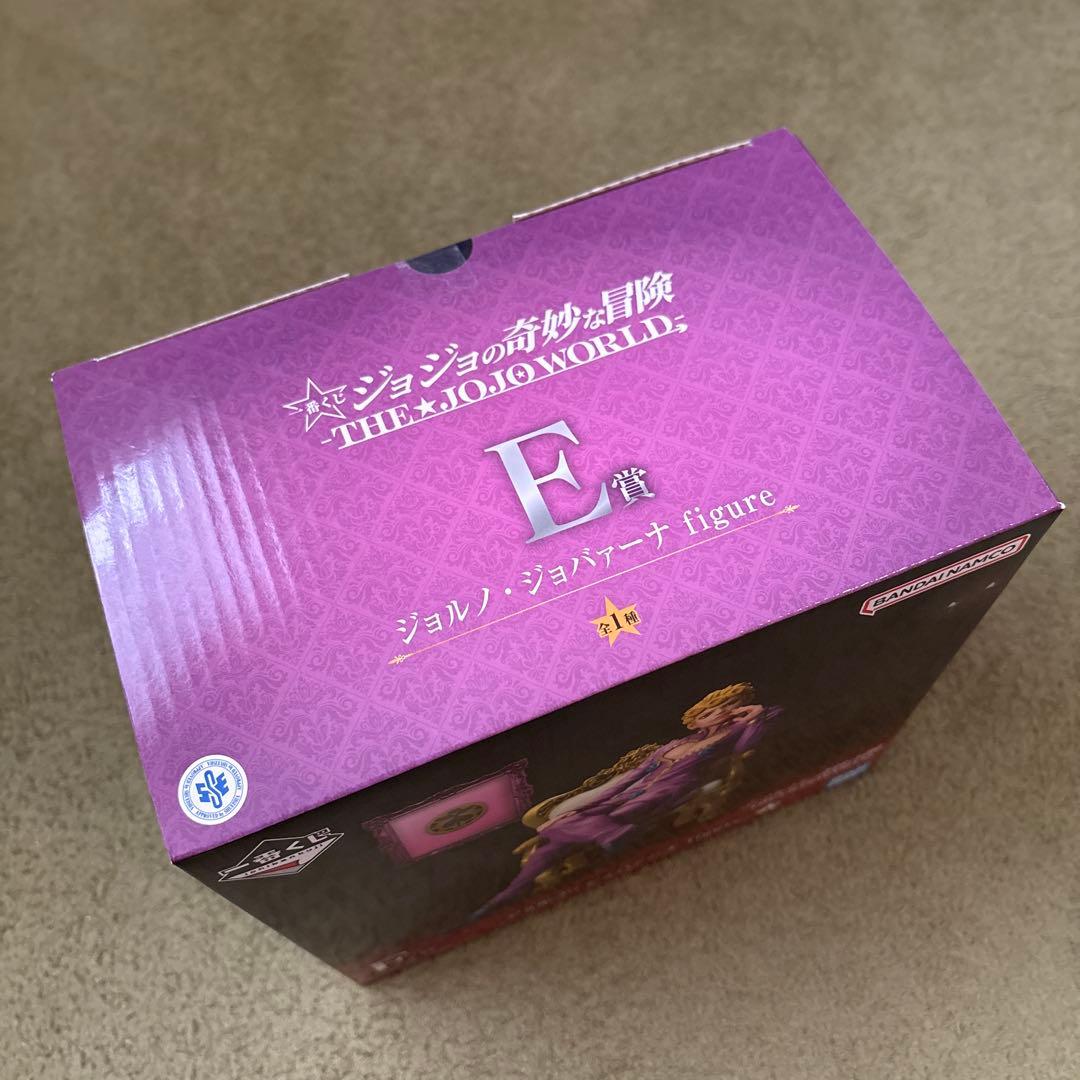 一番くじ
ジョジョの奇妙な冒険
-THE★JOJO WORLD-
E賞
ジョルノ・ジョバァーナ figure
全1種
BANDAI NAMCO
一番くじ